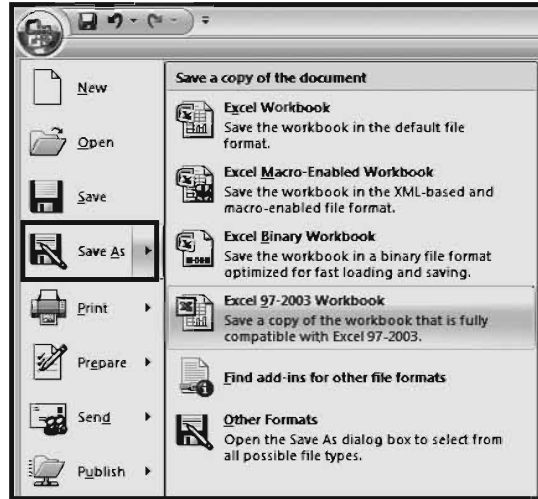 New
Open
Save
Save As
Print
Prepare
Send
Publish
Save a copy of the document
Excel Workbook
Save the workbook in the default file
format.
Excel Macro-Enabled Workbook
Save the workbook in the XML-based and
macro-enabled file format.
Excel Binary Workbook
Save the workbook in a binary file format
optimized for fast loading and saving.
Excel 97-2003 Workbook
Save a copy of the workbook that is fully
compatible with Excel 97-2003.
Find add-ins for other file formats
Other Formats
Open the Save As dialog box to select from
all possible file types.